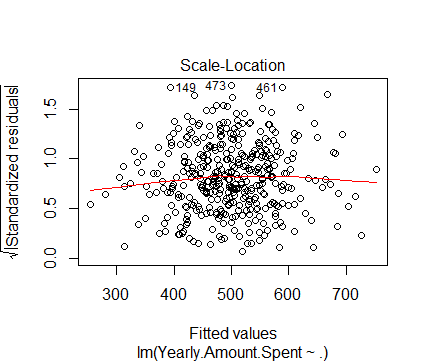 Scale-Location
√|Standardized residuals|
0.0 0.5 1.0 1.5
149 473 461
300 400 500 600 700
Fitted values
lm(Yearly.Amount.Spent ~ .)